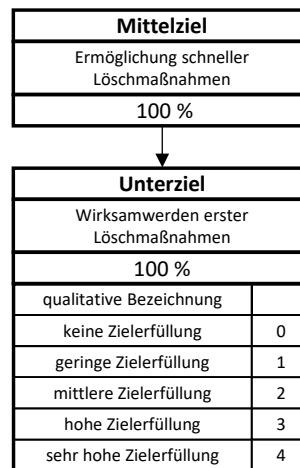 Mittelziel
Ermöglichung schneller
Löschmaßnahmen
100 %
Unterziel
Wirksamwerden erster
Löschmaßnahmen
100 %
qualitative Bezeichnung
keine Zielerfüllung 0
geringe Zielerfüllung 1
mittlere Zielerfüllung 2
hohe Zielerfüllung 3
sehr hohe Zielerfüllung 4